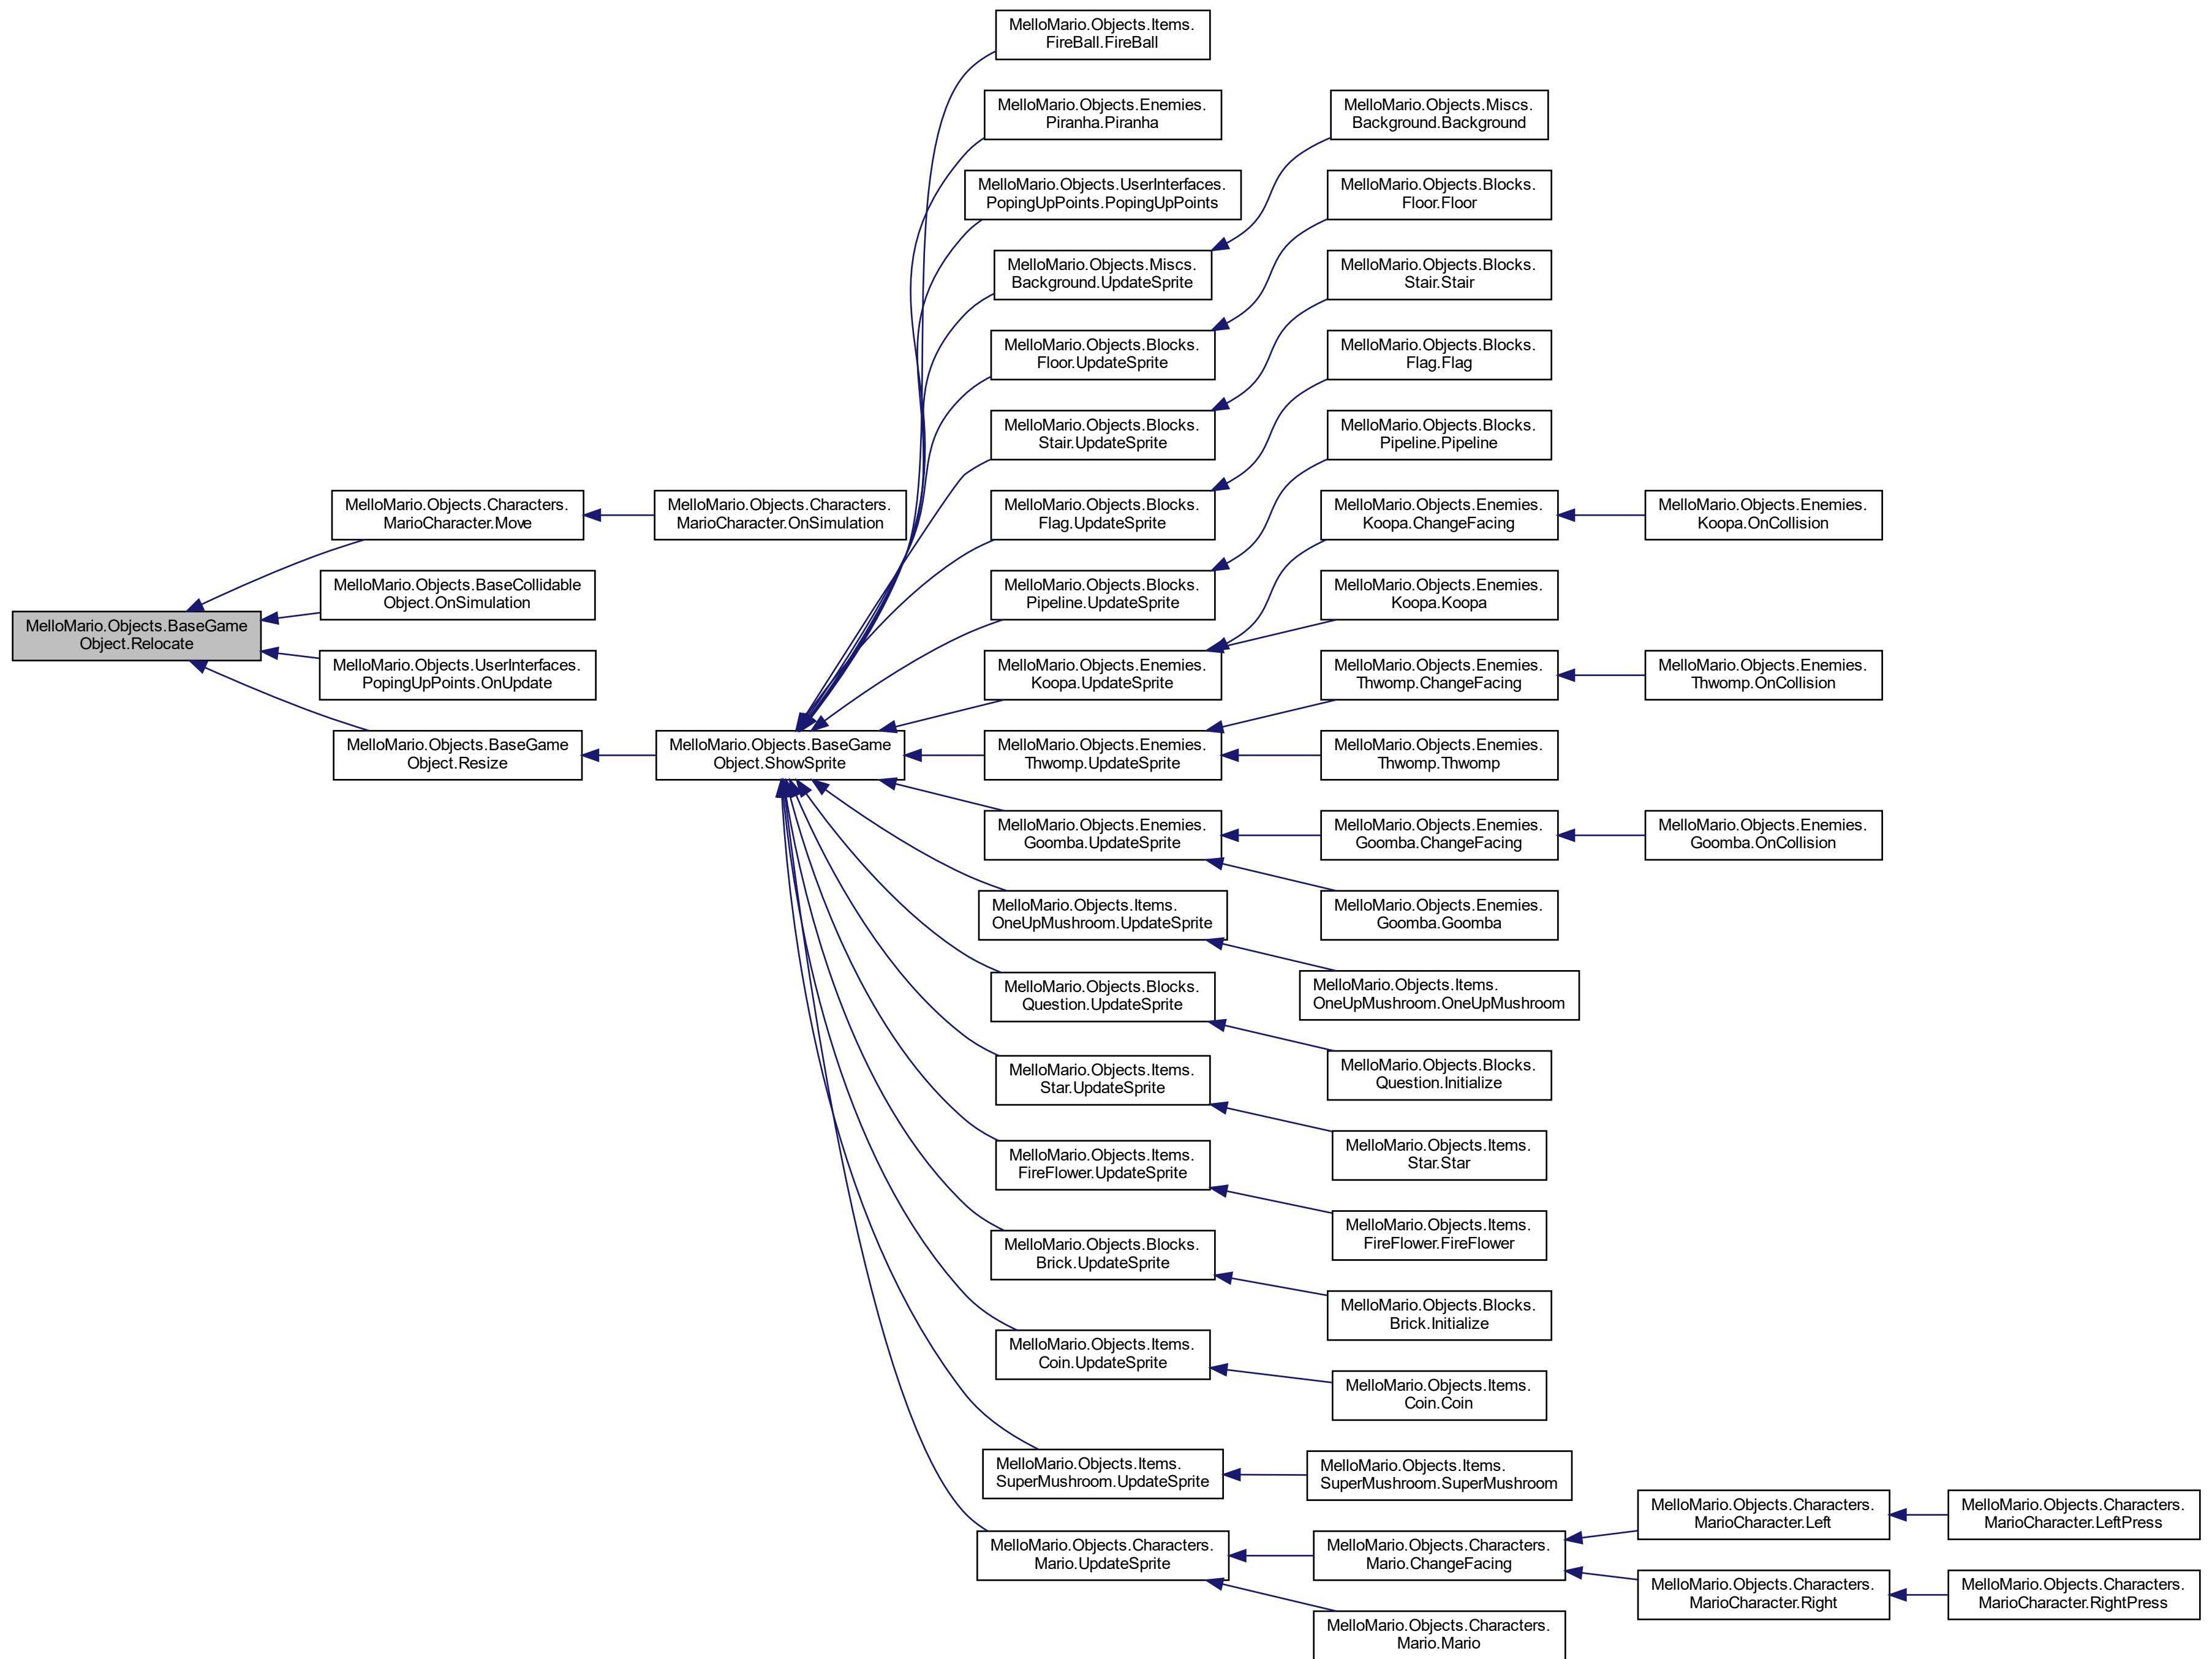 MelloMario.Objects.BaseGame
Object.Relocate
MelloMario.Objects.Characters.
MarioCharacter.Move
MelloMario.Objects.BaseCollidable
Object.OnSimulation
MelloMario.Objects.UserInterfaces.
PopingUpPoints.OnUpdate
MelloMario.Objects.BaseGame
Object.Resize
MelloMario.Objects.Characters.
MarioCharacter.OnSimulation
MelloMario.Objects.BaseGame
Object.ShowSprite
MelloMario.Objects.Items.
FireBall.FireBall
MelloMario.Objects.Enemies.
Piranha.Piranha
MelloMario.Objects.UserInterfaces.
PopingUpPoints.PopingUpPoints
MelloMario.Objects.Miscs.
Background.UpdateSprite
MelloMario.Objects.Blocks.
Floor.UpdateSprite
MelloMario.Objects.Blocks.
Stair.UpdateSprite
MelloMario.Objects.Blocks.
Flag.UpdateSprite
MelloMario.Objects.Blocks.
Pipeline.UpdateSprite
MelloMario.Objects.Enemies.
Koopa.UpdateSprite
MelloMario.Objects.Enemies.
Thwomp.UpdateSprite
MelloMario.Objects.Enemies.
Goomba.UpdateSprite
MelloMario.Objects.Items.
OneUpMushroom.UpdateSprite
MelloMario.Objects.Blocks.
Question.UpdateSprite
MelloMario.Objects.Items.
Star.UpdateSprite
MelloMario.Objects.Items.
FireFlower.UpdateSprite
MelloMario.Objects.Blocks.
Brick.UpdateSprite
MelloMario.Objects.Items.
Coin.UpdateSprite
MelloMario.Objects.Items.
SuperMushroom.UpdateSprite
MelloMario.Objects.Characters.
Mario.UpdateSprite
MelloMario.Objects.Miscs.
Background.Background
MelloMario.Objects.Blocks.
Floor.Floor
MelloMario.Objects.Blocks.
Stair.Stair
MelloMario.Objects.Blocks.
Flag.Flag
MelloMario.Objects.Blocks.
Pipeline.Pipeline
MelloMario.Objects.Enemies.
Koopa.ChangeFacing
MelloMario.Objects.Enemies.
Koopa.Koopa
MelloMario.Objects.Enemies.
Thwomp.ChangeFacing
MelloMario.Objects.Enemies.
Thwomp.Thwomp
MelloMario.Objects.Enemies.
Goomba.ChangeFacing
MelloMario.Objects.Enemies.
Goomba.Goomba
MelloMario.Objects.Items.
OneUpMushroom.OneUpMushroom
MelloMario.Objects.Blocks.
Question.Initialize
MelloMario.Objects.Items.
Star.Star
MelloMario.Objects.Items.
FireFlower.FireFlower
MelloMario.Objects.Blocks.
Brick.Initialize
MelloMario.Objects.Items.
Coin.Coin
MelloMario.Objects.Items.
SuperMushroom.SuperMushroom
MelloMario.Objects.Characters.
Mario.ChangeFacing
MelloMario.Objects.Characters.
Mario.Mario
MelloMario.Objects.Enemies.
Koopa.OnCollision
MelloMario.Objects.Enemies.
Thwomp.OnCollision
MelloMario.Objects.Enemies.
Goomba.OnCollision
MelloMario.Objects.Characters.
MarioCharacter.Left
MelloMario.Objects.Characters.
MarioCharacter.Right
MelloMario.Objects.Characters.
MarioCharacter.LeftPress
MelloMario.Objects.Characters.
MarioCharacter.RightPress